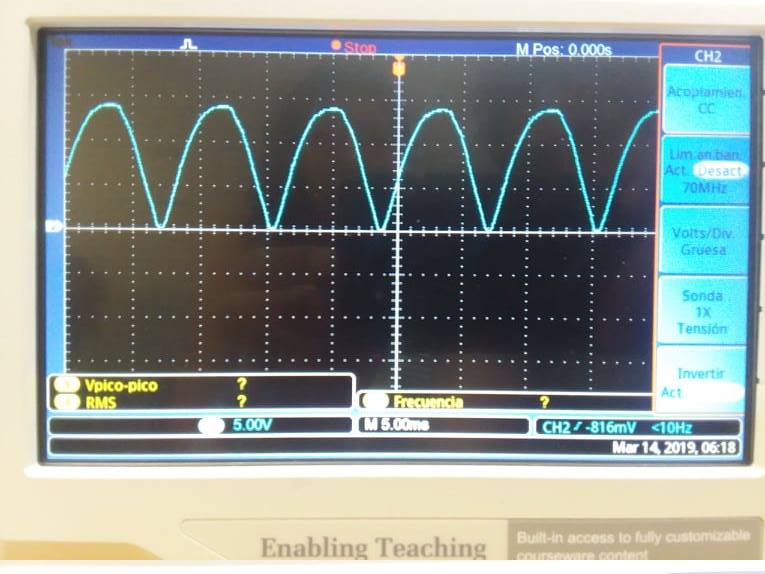 Stop M Pos: 0.000s
CH2
Acoplamien.
CC
Lim.an.ban.
Act. Desact
70MHz
Volts/Div.
Gruesa
Sonda
1X
Tensión
Invertir
Act.
Vpico-pico ?
RMS ?
Frecuencia ?
5.00V M 5.00ms CH2 -816mV <10Hz
Mar 14, 2019, 06:18
Enabling Teaching
Built-in access to fully customizable
courseware content